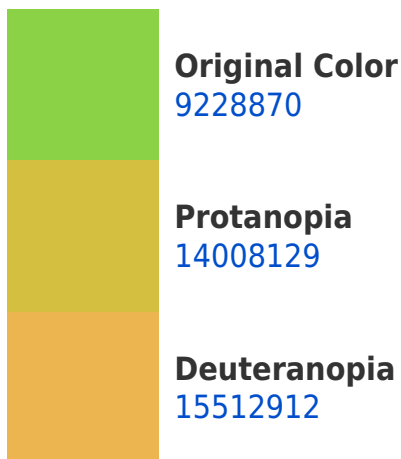 Original Color
9228870
Protanopia
14008129
Deuteranopia
15512912